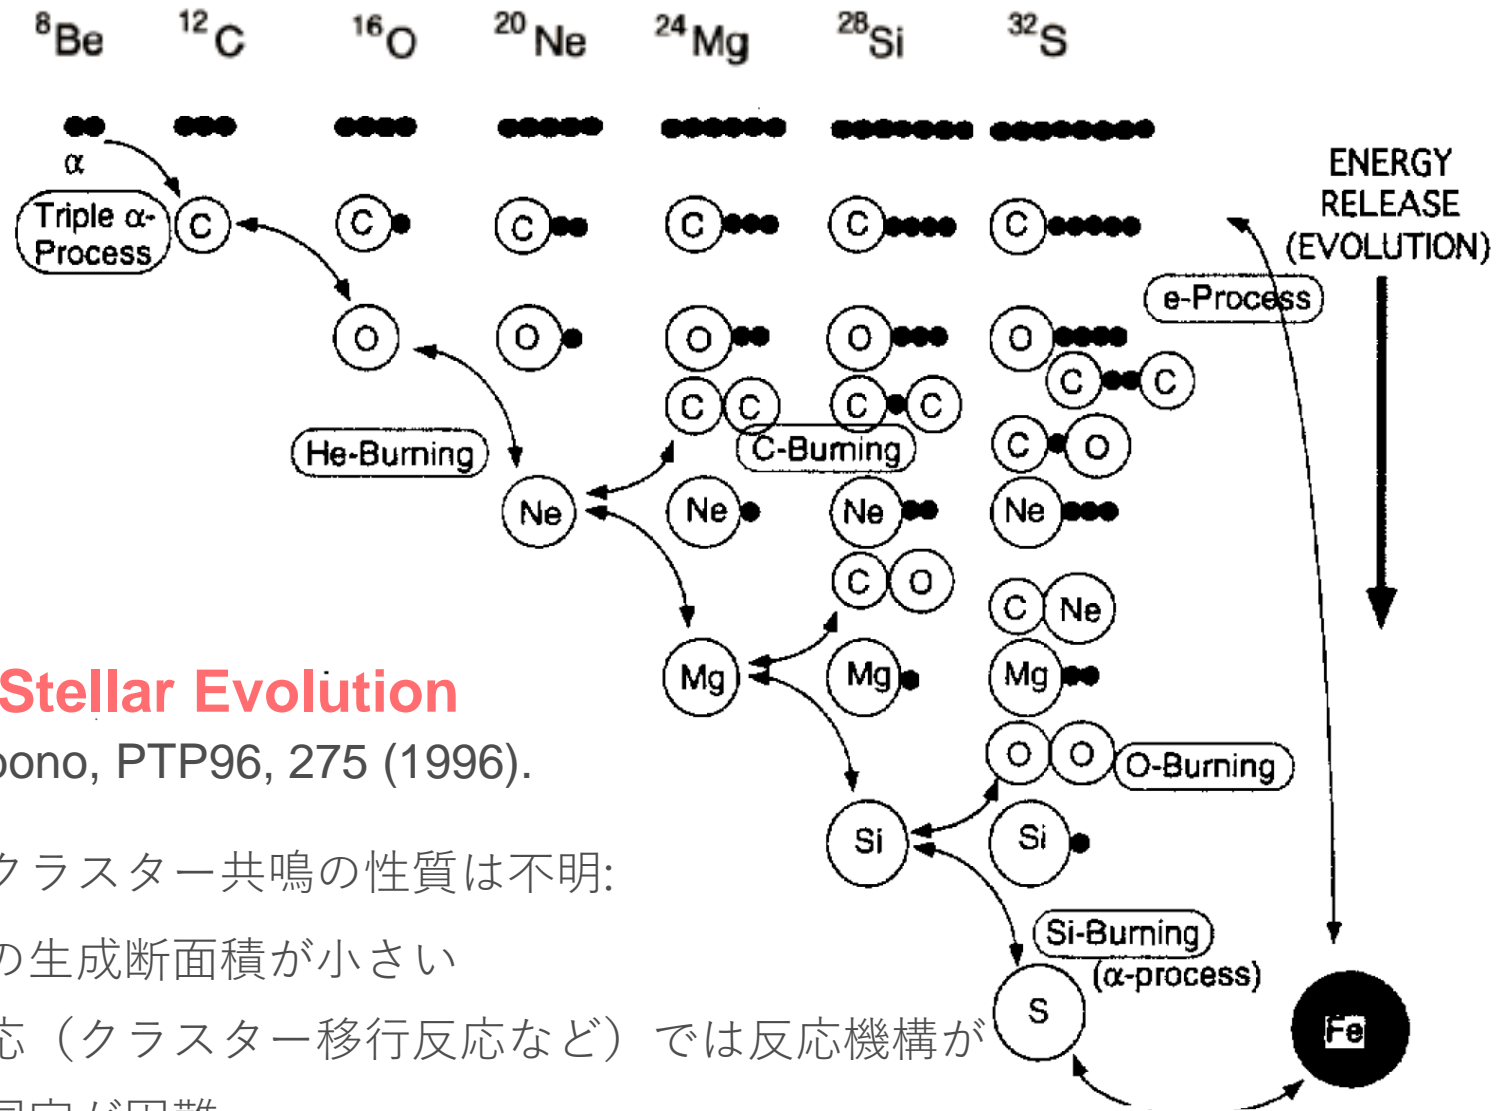 ⁸Be ¹²C ¹⁶O ²⁰Ne ²⁴Mg ²⁸Si ³²S
α
ENERGY
RELEASE
(EVOLUTION)
Triple α-
Process
C C C C C C
e-Process
O O O O O
C C C C C C
He-Burning
C-Burning
C O
Ne Ne Ne Ne
C O
C Ne
Mg Mg Mg
Stellar Evolution
O O
O-Burning
ono, PTP96, 275 (1996).
Si Si
クラスター共鳴の性質は不明:
Si-Burning
(α-process)
の生成断面積が小さい
S
Fe
応（クラスター移行反応など）では反応機構が